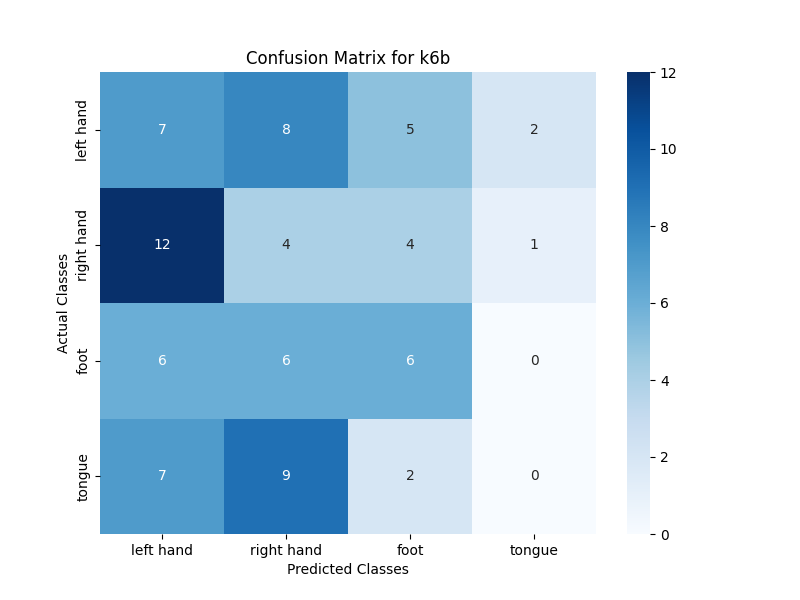 Confusion Matrix for k6b
Actual Classes
left hand
7 8 5 2
right hand
12 4 4 1
foot
6 6 6 0
tongue
7 9 2 0
left hand right hand foot tongue
Predicted Classes
12
10
8
6
4
2
0